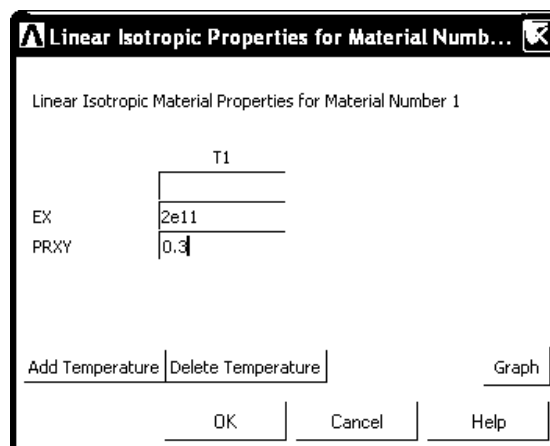 Linear Isotropic Properties for Material Numb...
Linear Isotropic Material Properties for Material Number 1
T1
EX 2e11
PRXY 0.3
Add Temperature Delete Temperature Graph
OK Cancel Help